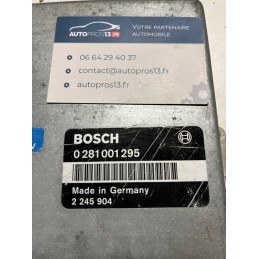 AUTOPROS13.FR
VOTRE PARTENAIRE
AUTOMOBILE
06 64 29 40 37
contact@autopros13.fr
autopros13.fr
BOSCH
0 281 001 295
Made in Germany
2 245 904